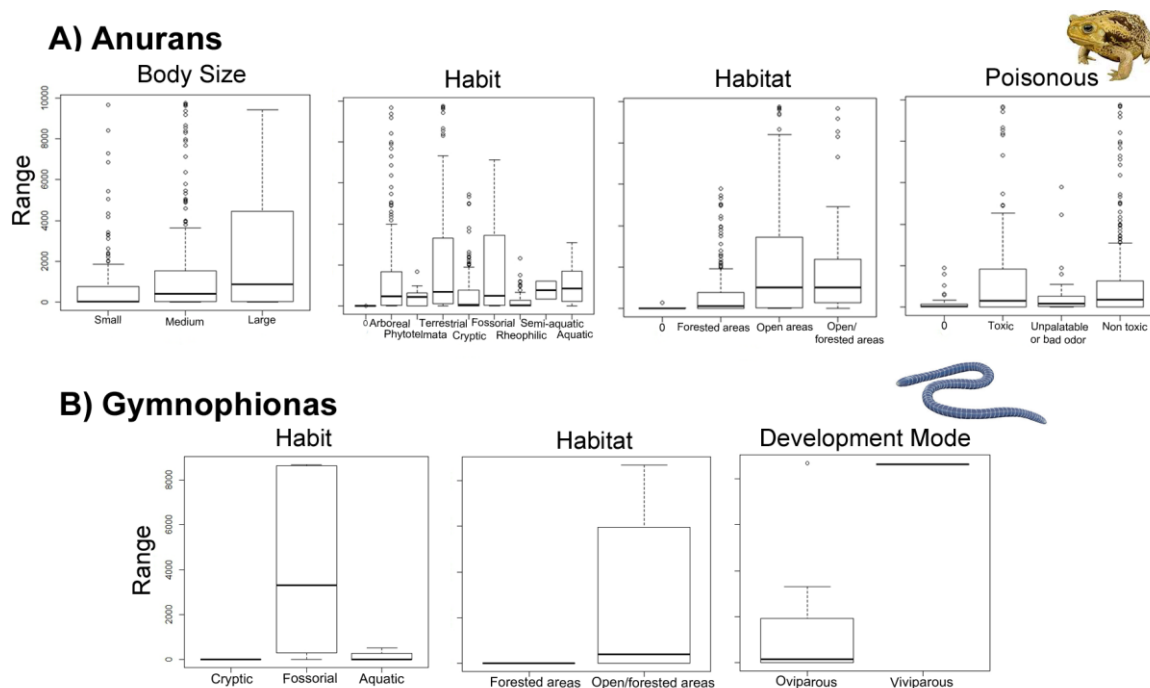 A) Anurans
Body Size
Habit
Habitat
Poisonous
Range
10000
8000
6000
4000
2000
0
Small Medium Large
0 Arboreal Phytotelmata Terrestrial Cryptic Fossorial Rheophilic Semi-aquatic Aquatic
0 Forested areas Open areas Open/
forested areas
0 Toxic Unpalatable Non toxic
or bad odor
B) Gymnophionas
Habit
Habitat
Development Mode
Range
8000
6000
4000
2000
0
Cryptic Fossorial Aquatic
Forested areas Open/forested areas
Oviparous Viviparous